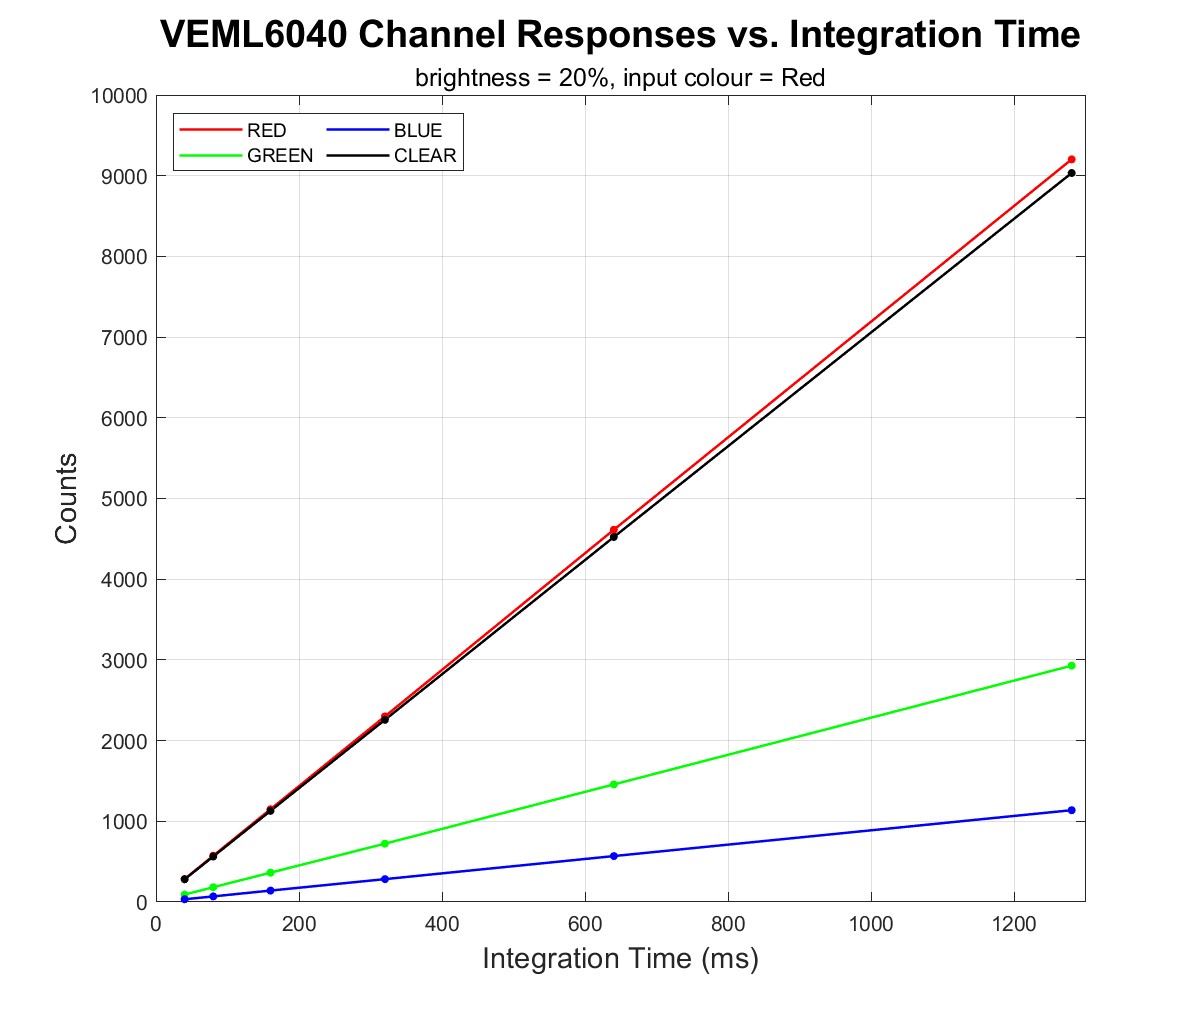 VEML6040 Channel Responses vs. Integration Time
brightness = 20%, input colour = Red
10000
RED BLUE
GREEN CLEAR
9000
8000
7000
6000
5000
4000
3000
2000
1000
0
Counts
0 200 400 600 800 1000 1200
Integration Time (ms)